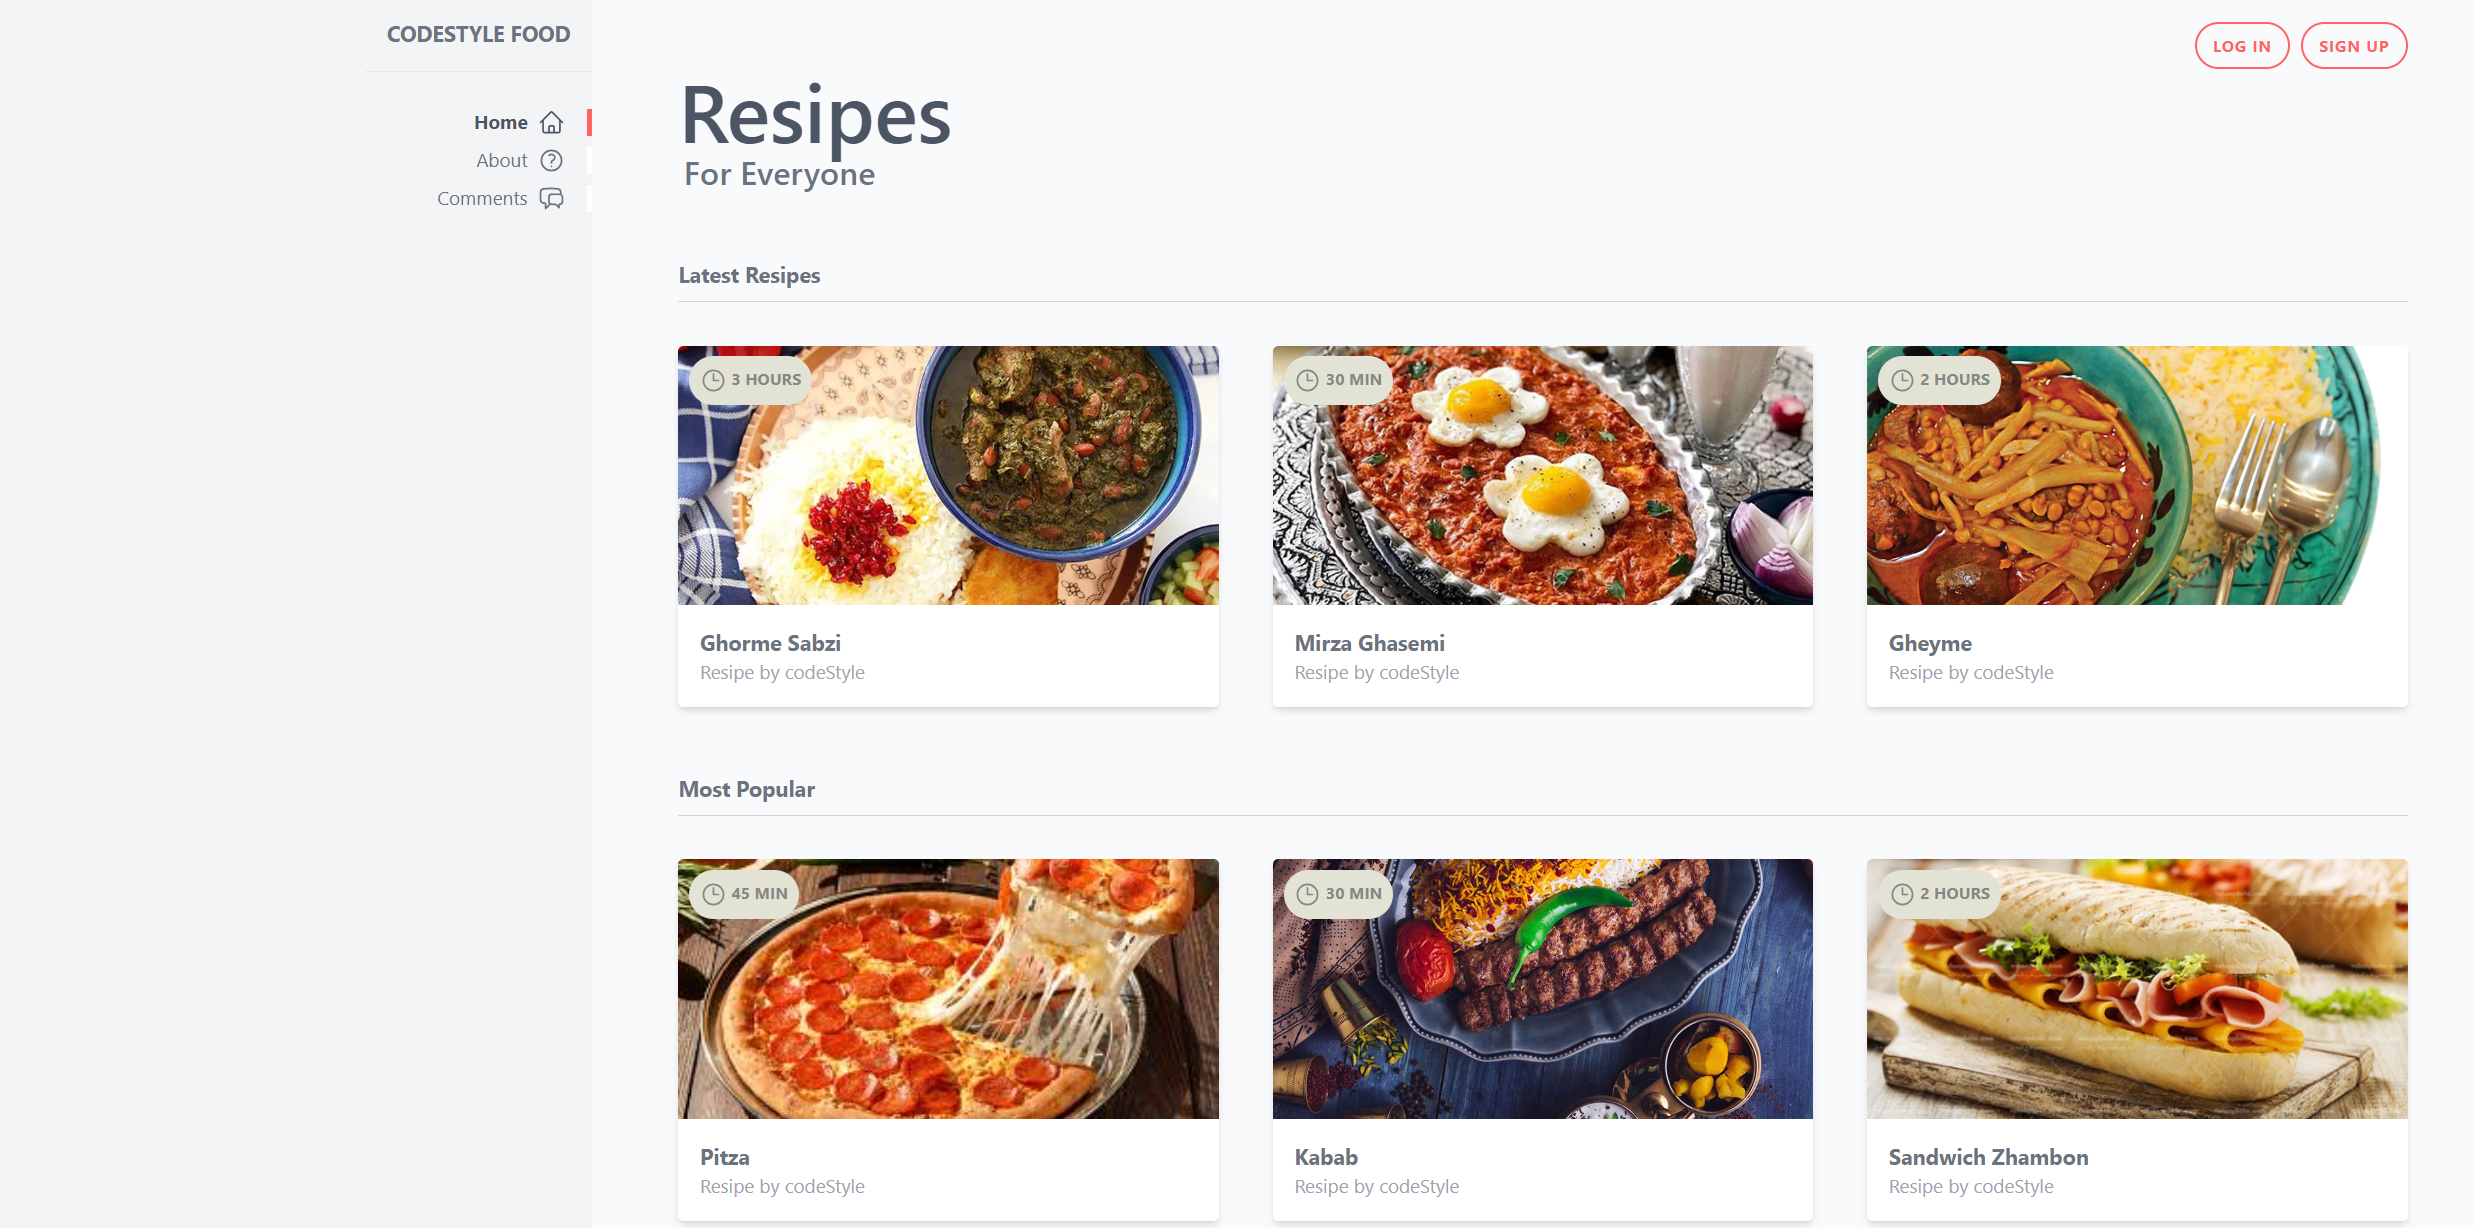 CODESTYLE FOOD
Home
About
Comments
LOG IN
SIGN UP
Resipes
For Everyone
Latest Resipes
3 HOURS
30 MIN
2 HOURS
Ghorme Sabzi
Resipe by codeStyle
Mirza Ghasemi
Resipe by codeStyle
Gheyme
Resipe by codeStyle
Most Popular
45 MIN
30 MIN
2 HOURS
Pitza
Resipe by codeStyle
Kabab
Resipe by codeStyle
Sandwich Zhambon
Resipe by codeStyle